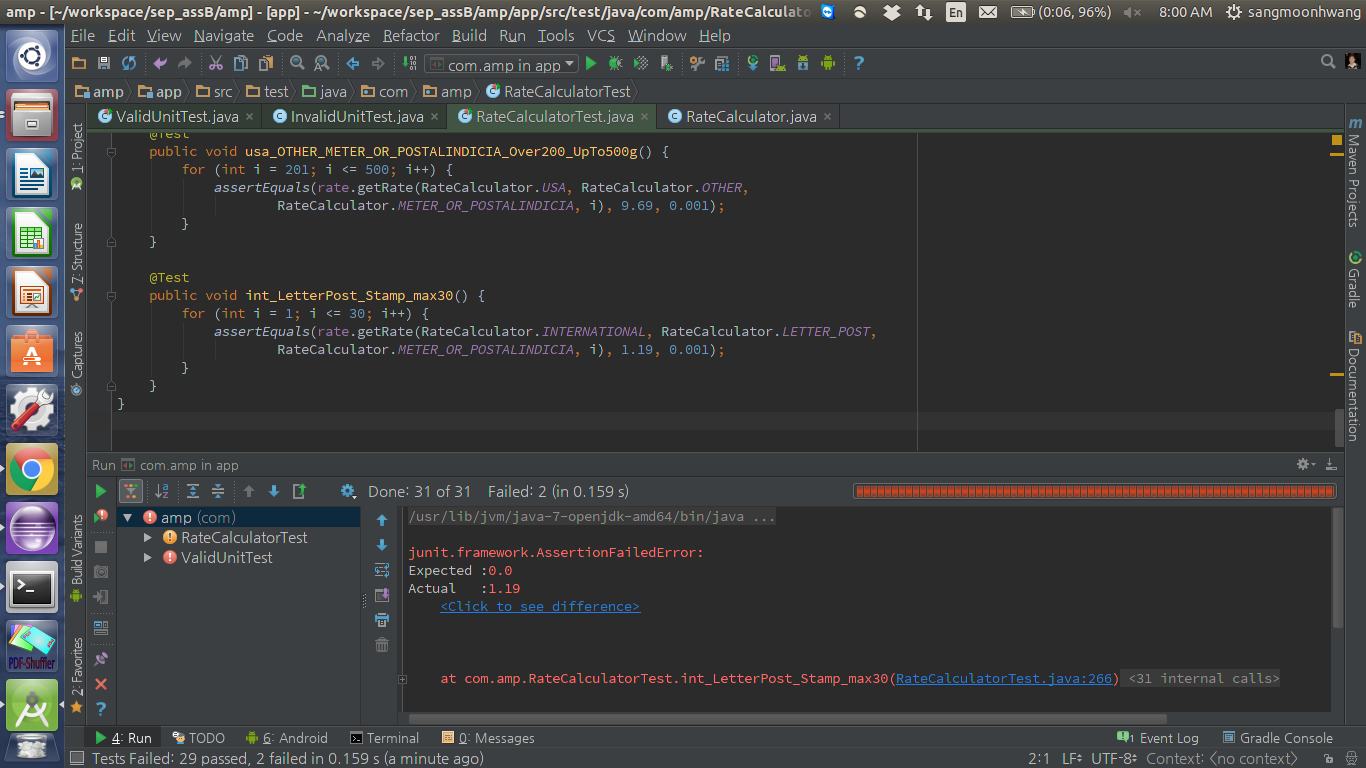 amp - [~/workspace/sep_assB/amp] - [app] - ~/workspace/sep_assB/amp/app/src/test/java/com/amp/RateCalculato
En
(0:06, 96%)
8:00 AM
sangmoonhwang
File Edit View Navigate Code Analyze Refactor Build Run Tools VCS Window Help
com.amp in app
amp app src test java com amp RateCalculatorTest
ValidUnitTest.java InvalidUnitTest.java RateCalculatorTest.java RateCalculator.java
@Test
public void usa_OTHER_METER_OR_POSTALINDICIA_Over200_UpTo500g() {
for (int i = 201; i <= 500; i++) {
assertEquals(rate.getRate(RateCalculator.USA, RateCalculator.OTHER,
RateCalculator.METER_OR_POSTALINDICIA, i), 9.69, 0.001);
}
}
@Test
public void int_LetterPost_Stamp_max30() {
for (int i = 1; i <= 30; i++) {
assertEquals(rate.getRate(RateCalculator.INTERNATIONAL, RateCalculator.LETTER_POST,
RateCalculator.METER_OR_POSTALINDICIA, i), 1.19, 0.001);
}
}
}
1: Project
7: Structure
Captures
Build Variants
2: Favorites
Maven Projects
Gradle
Documentation
PDF-Shuffler
Run com.amp in app
Done: 31 of 31 Failed: 2 (in 0.159 s)
amp (com)
RateCalculatorTest
ValidUnitTest
/usr/lib/jvm/java-7-openjdk-amd64/bin/java ...
junit.framework.AssertionFailedError:
Expected :0.0
Actual :1.19
<Click to see difference>
at com.amp.RateCalculatorTest.int_LetterPost_Stamp_max30(RateCalculatorTest.java:266) <31 internal calls>
4: Run TODO 6: Android Terminal 0: Messages 1 Event Log Gradle Console
Tests Failed: 29 passed, 2 failed in 0.159 s (a minute ago) 2:1 LF UTF-8 Context: <no context>